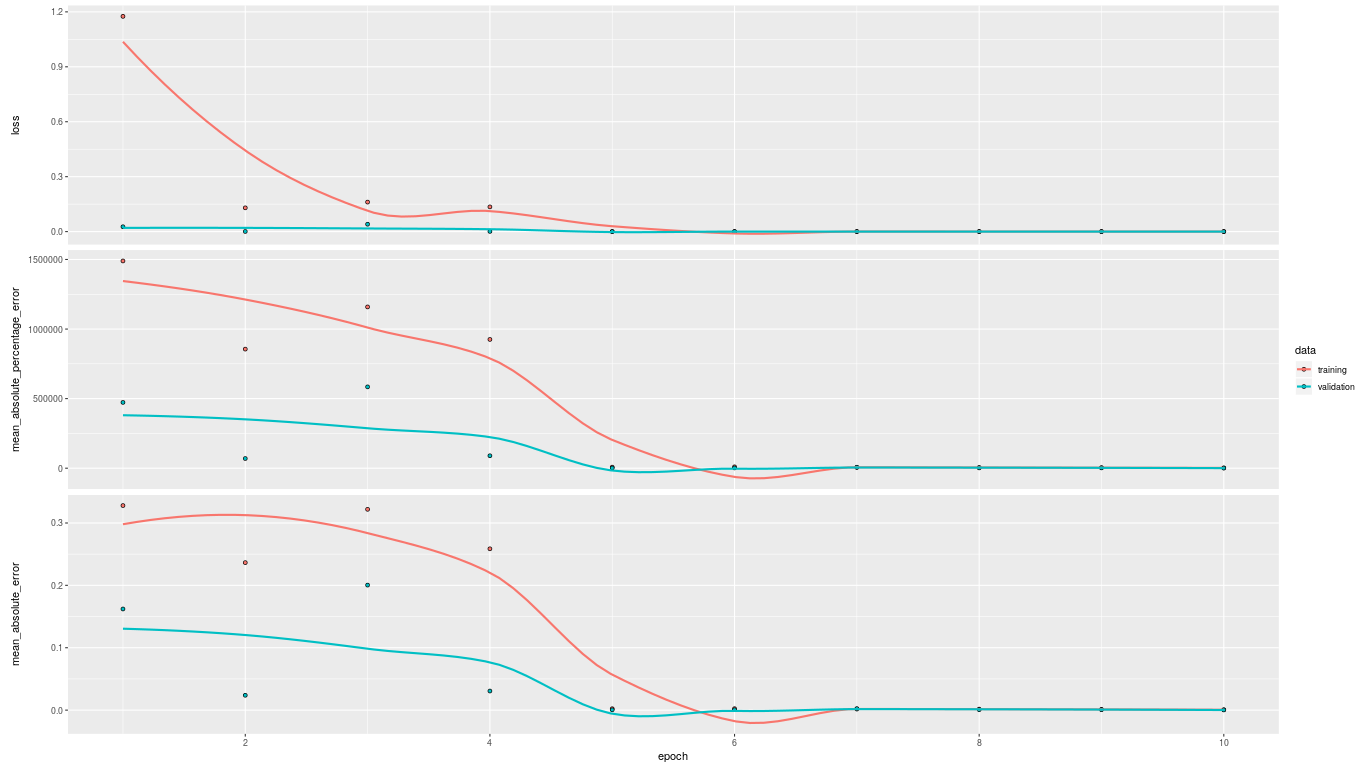 loss
1.2
0.9
0.6
0.3
0.0
mean_absolute_percentage_error
1500000
1000000
500000
0
mean_absolute_error
0.3
0.2
0.1
0.0
2
4
6
8
10
epoch
data
training
validation